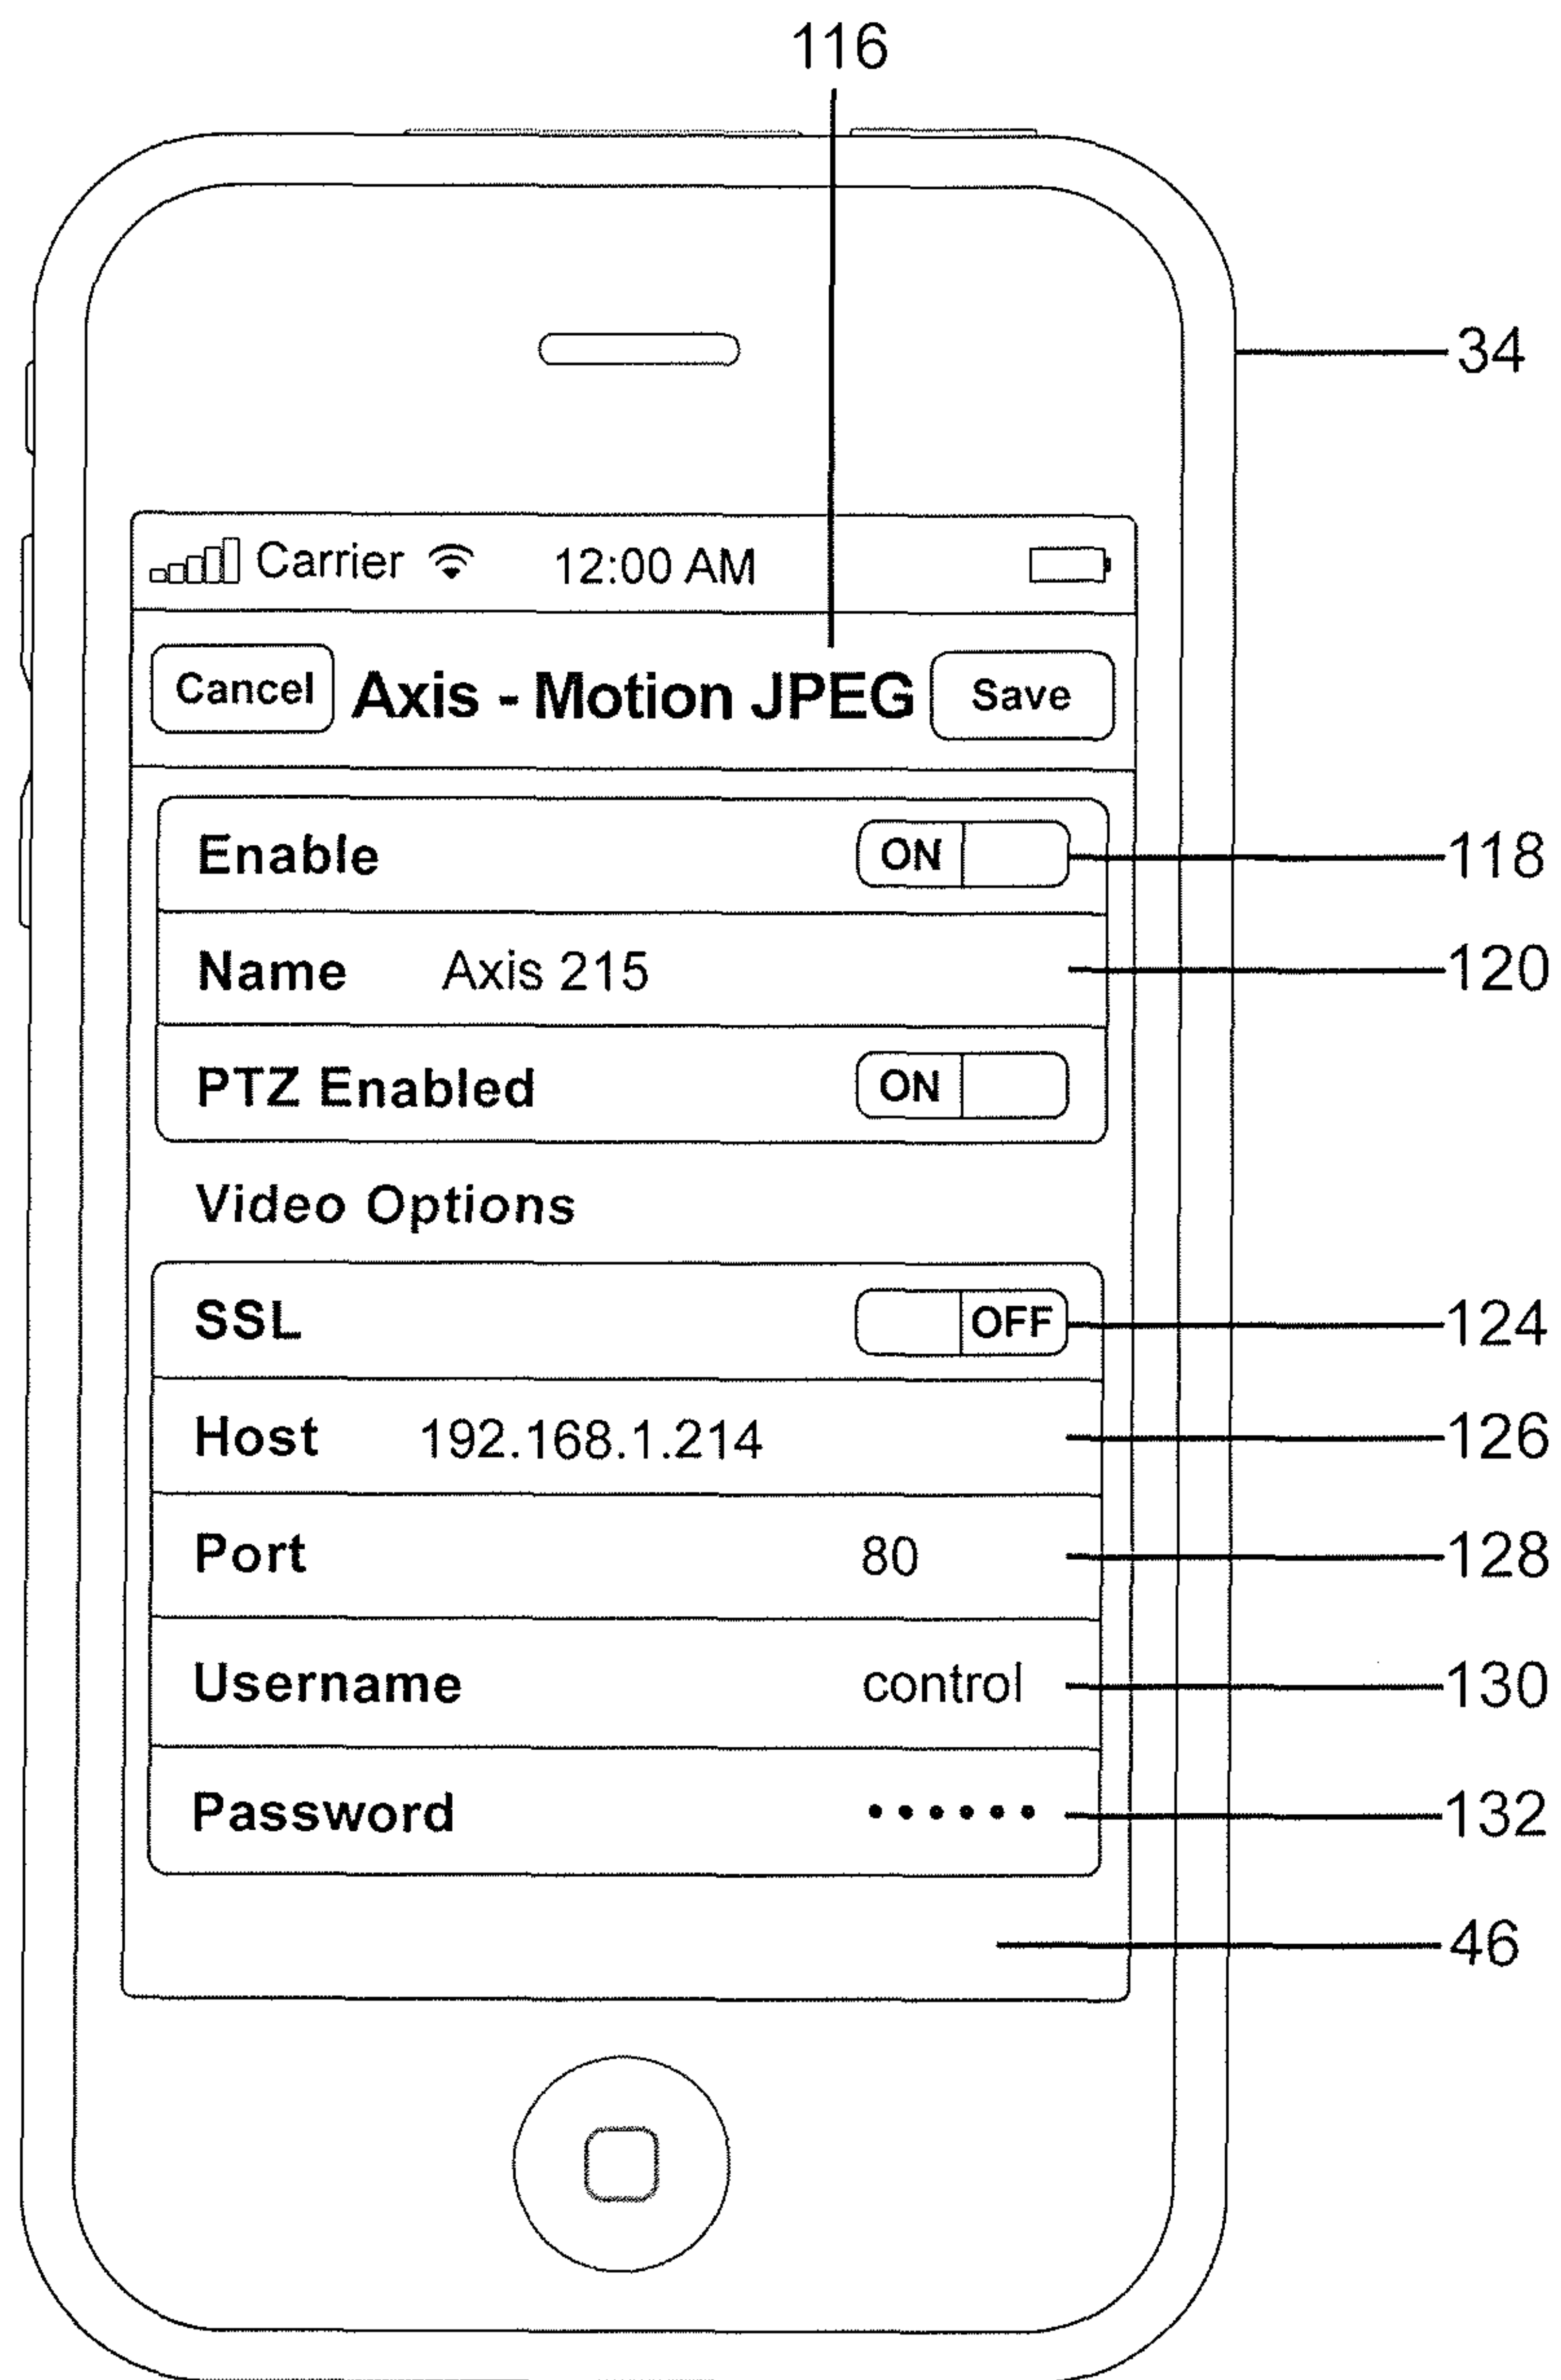 116
34
Carrier 12:00 AM
Cancel Axis - Motion JPEG Save
Enable ON 118
Name Axis 215 120
PTZ Enabled ON
Video Options
SSL OFF 124
Host 192.168.1.214 126
Port 80 128
Username control 130
Password •••••• 132
46